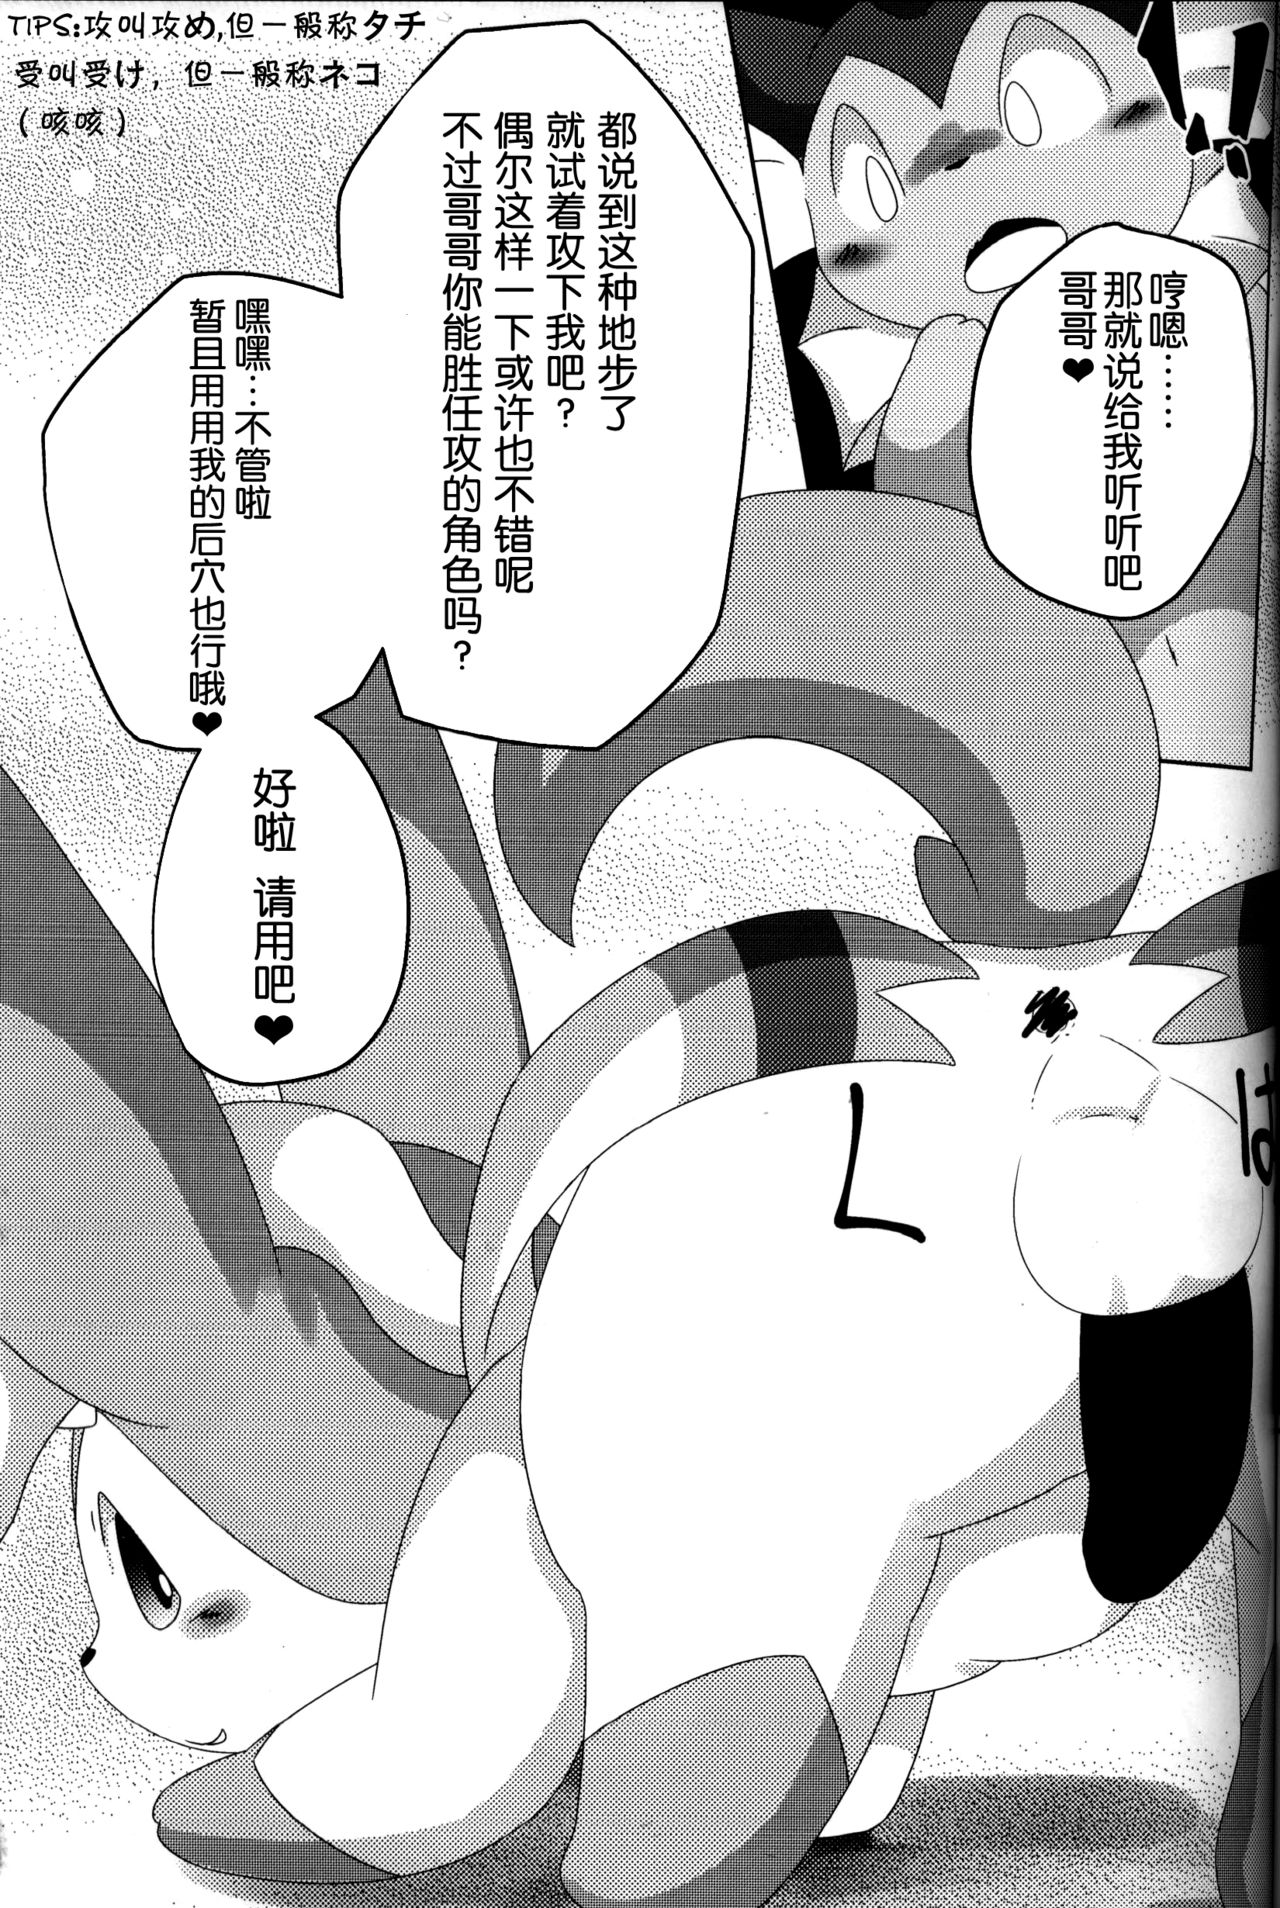 TIPS:攻叫攻め,但一般称タチ
受叫受け，但一般称ネコ
（咳咳）
哼嗯……
那就说给我听听吧
哥哥❤
都说到这种地步了
就试着攻下我吧？
偶尔这样一下或许也不错呢
不过哥哥你能胜任攻的角色吗？
嘿嘿…不管啦
暂且用用我的后穴也行哦❤
好啦 请用吧❤